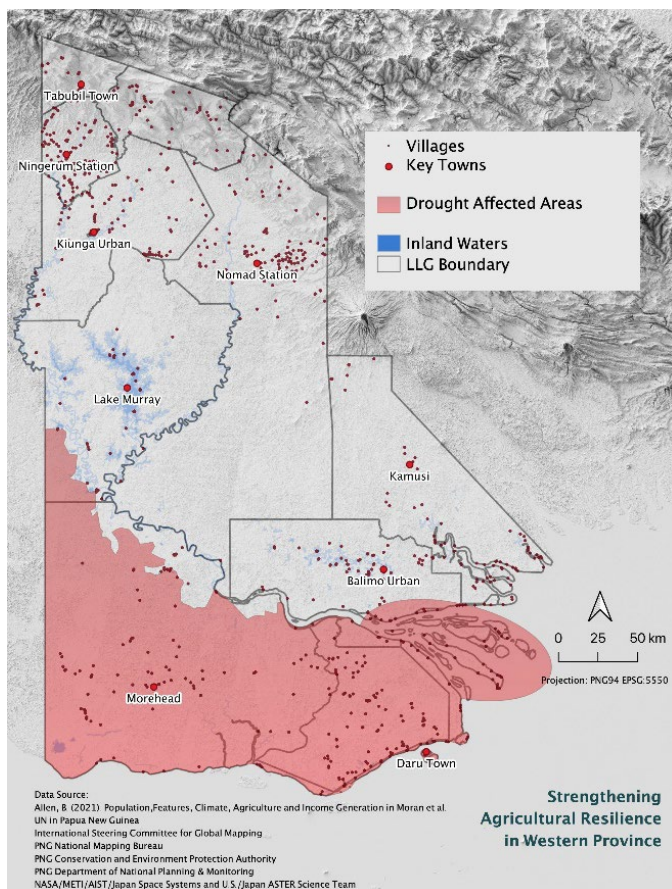 Tabubil Town
Ningerum Station
Kiunga Urban
Nomad Station
Lake Murray
Kamusi
Balimo Urban
Morehead
Daru Town
Villages
Key Towns
Drought Affected Areas
Inland Waters
LLG Boundary
0 25 50 km
Projection: PNG94 EPSG:5550
Data Source:
Allen, B. (2021) Population,Features, Climate, Agriculture and Income Generation in Moran et al.
UN in Papua New Guinea
International Steering Committee for Global Mapping
PNG National Mapping Bureau
PNG Conservation and Environment Protection Authority
PNG Department of National Planning & Monitoring
NASA/METI/AIST/Japan Space Systems and U.S./Japan ASTER Science Team
Strengthening
Agricultural Resilience
in Western Province